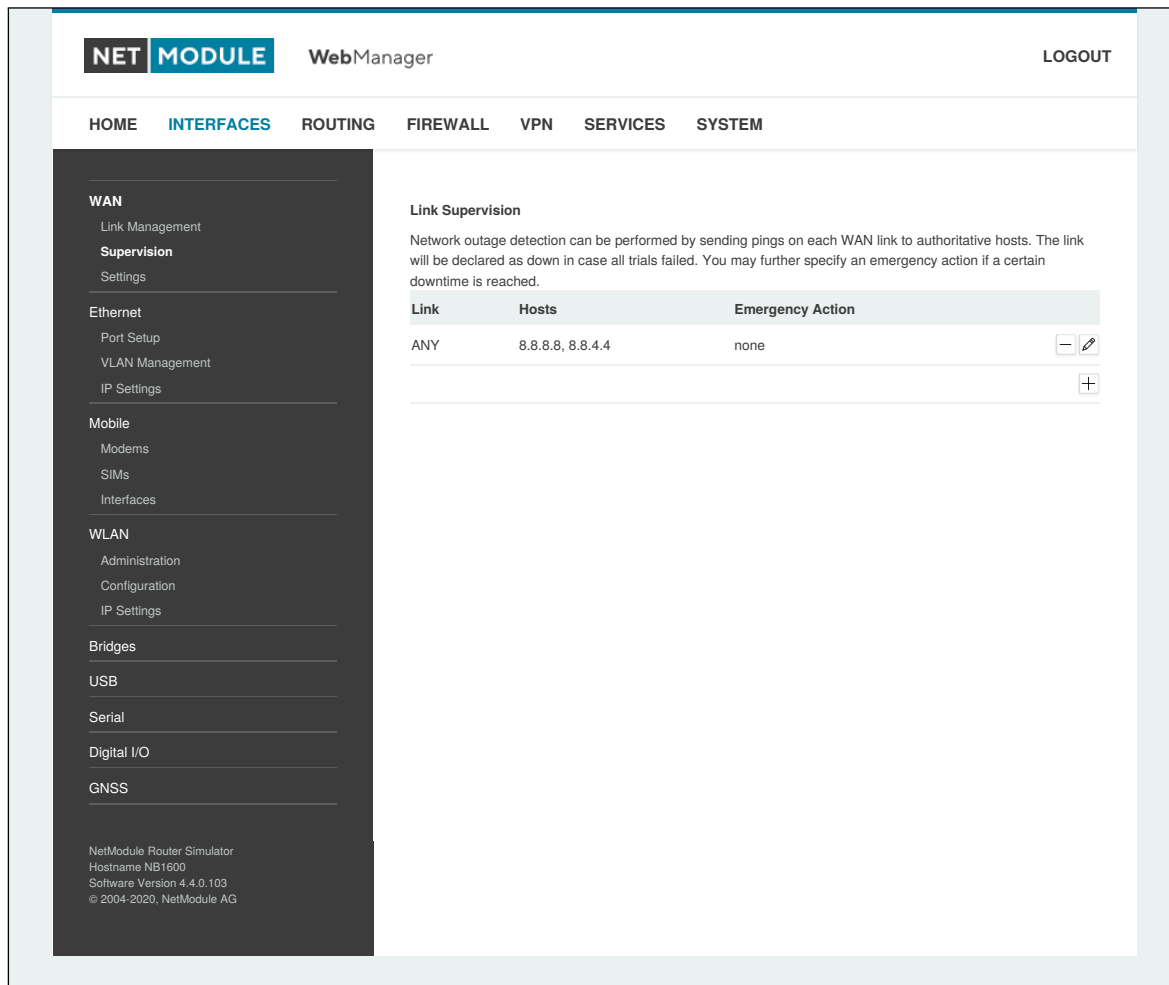 NET MODULE WebManager LOGOUT
HOME INTERFACES ROUTING FIREWALL VPN SERVICES SYSTEM
WAN
Link Management
Supervision
Settings
Ethernet
Port Setup
VLAN Management
IP Settings
Mobile
Modems
SIMs
Interfaces
WLAN
Administration
Configuration
IP Settings
Bridges
USB
Serial
Digital I/O
GNSS
NetModule Router Simulator
Hostname NB1600
Software Version 4.4.0.103
© 2004-2020, NetModule AG
Link Supervision
Network outage detection can be performed by sending pings on each WAN link to authoritative hosts. The link
will be declared as down in case all trials failed. You may further specify an emergency action if a certain
downtime is reached.
Link Hosts Emergency Action
ANY 8.8.8.8, 8.8.4.4 none